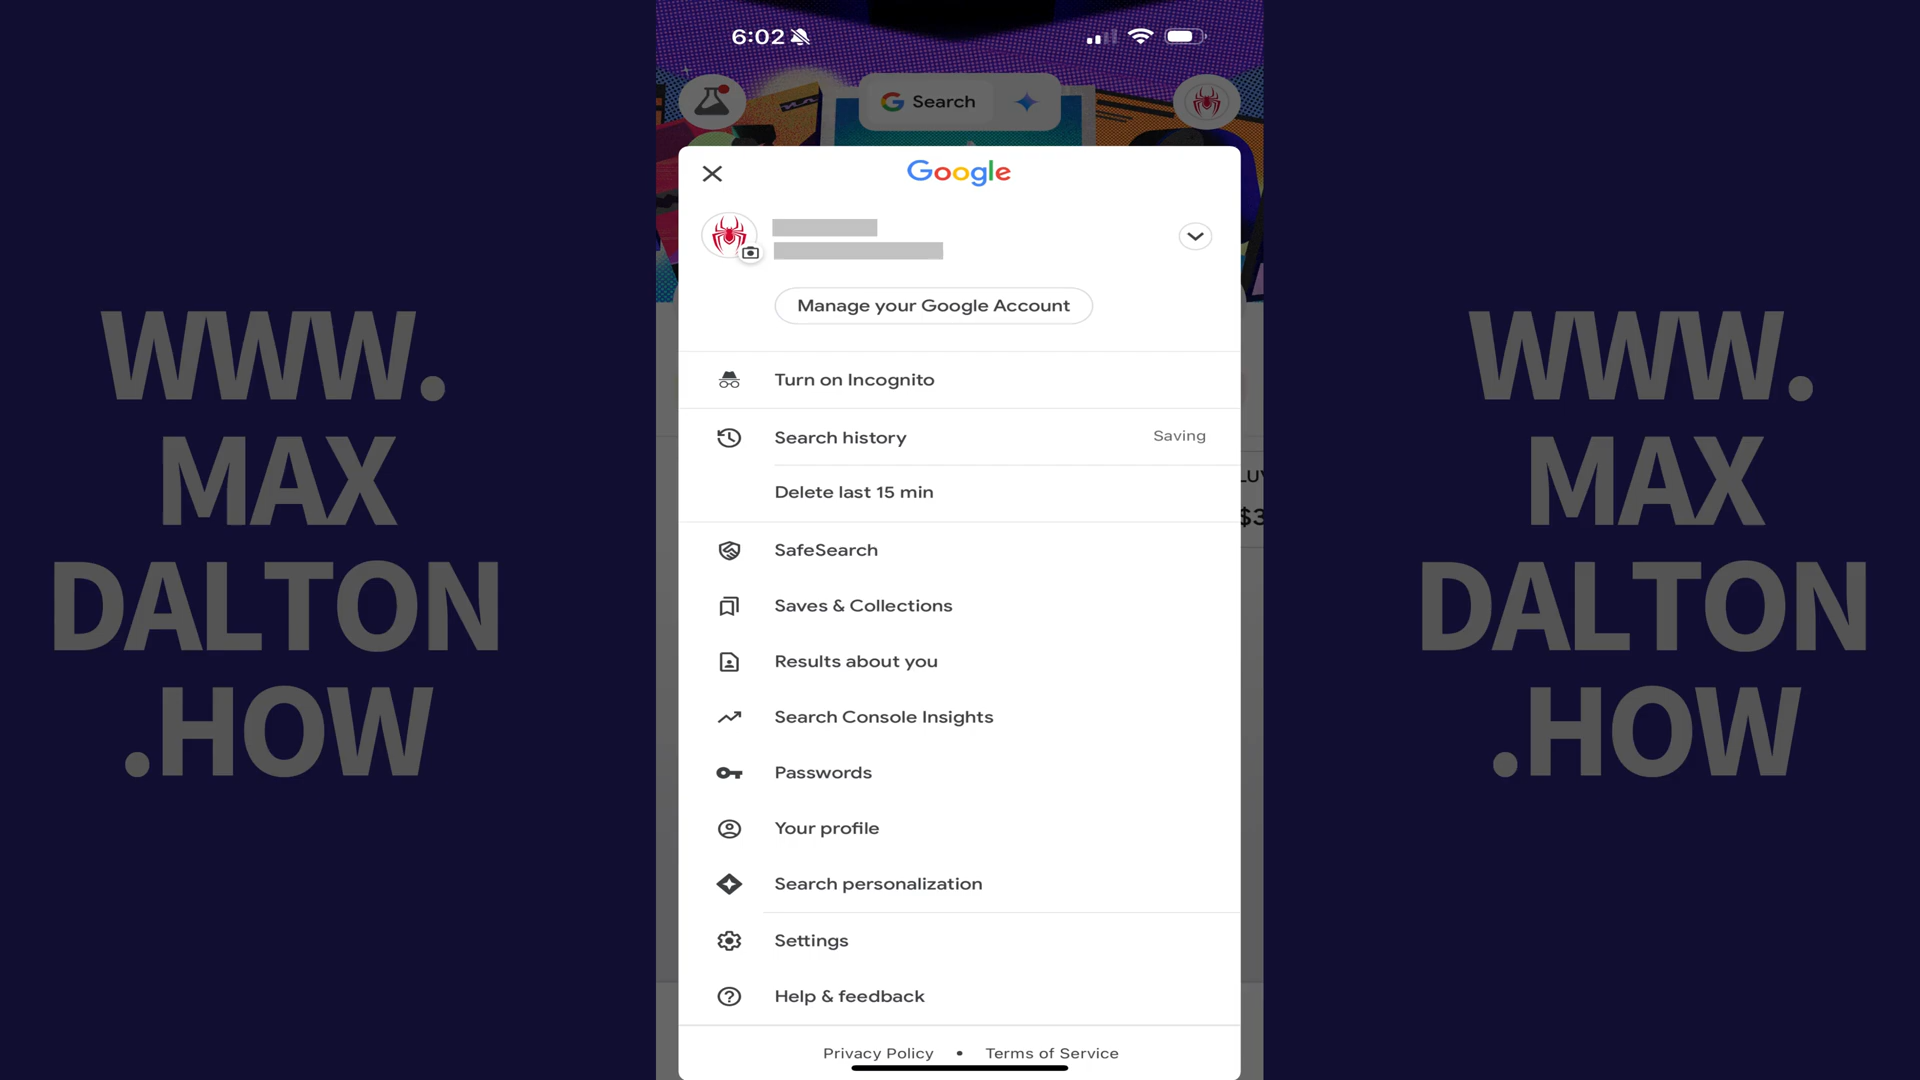 WWW.
MAX
DALTON
.HOW
6:02
Search
Google
Manage your Google Account
Turn on Incognito
Search history Saving
Delete last 15 min
SafeSearch
Saves & Collections
Results about you
Search Console Insights
Passwords
Your profile
Search personalization
Settings
Help & feedback
Privacy Policy • Terms of Service
$3
WWW.
MAX
DALTON
.HOW